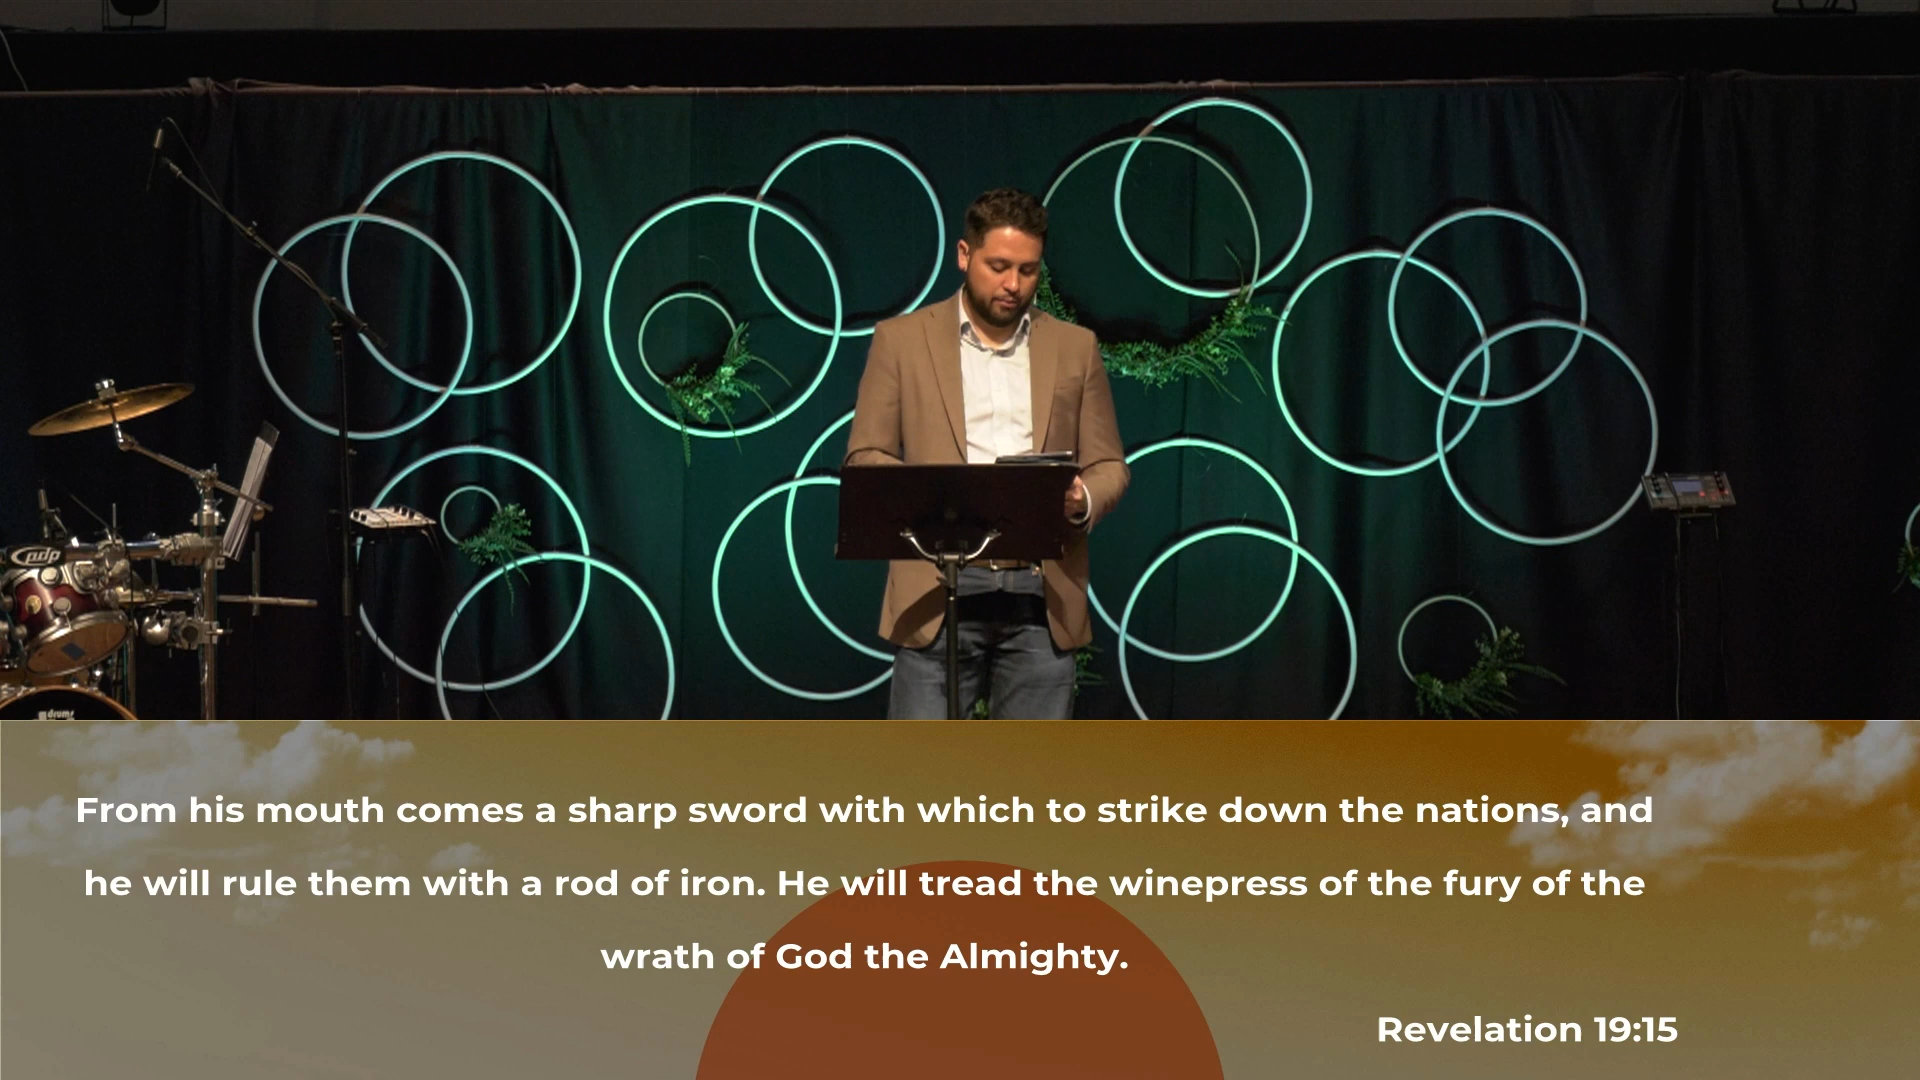 pdp
drums
From his mouth comes a sharp sword with which to strike down the nations, and
he will rule them with a rod of iron. He will tread the winepress of the fury of the
wrath of God the Almighty.
Revelation 19:15